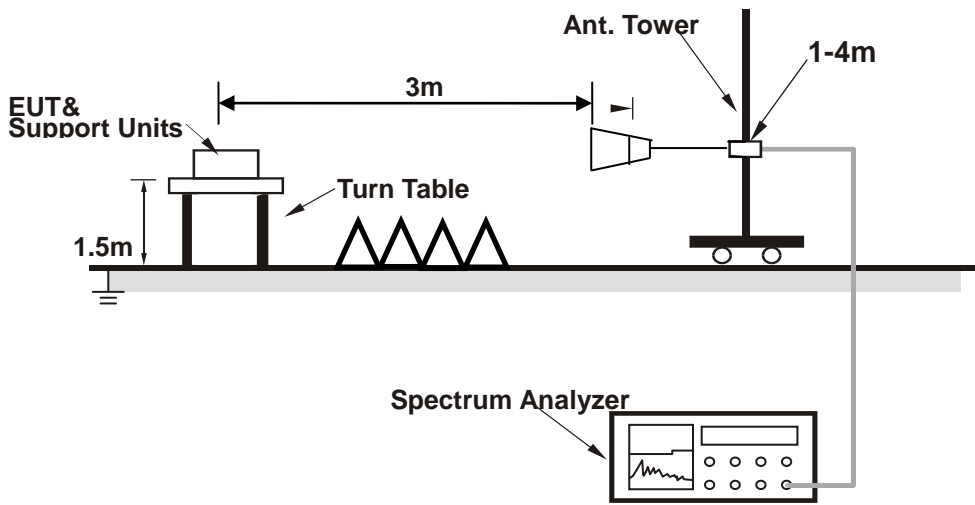 Ant. Tower
1-4m
3m
EUT&
Support Units
Turn Table
1.5m
Spectrum Analyzer